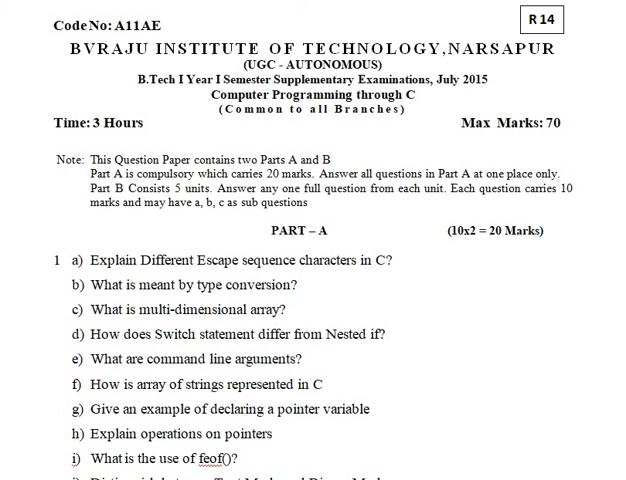 Code No: A11AE
R 14
BVRAJU INSTITUTE OF TECHNOLOGY,NARSAPUR
(UGC - AUTONOMOUS)
B.Tech I Year I Semester Supplementary Examinations, July 2015
Computer Programming through C
(Common to all Branches)
Time: 3 Hours Max Marks: 70
Note: This Question Paper contains two Parts A and B
Part A is compulsory which carries 20 marks. Answer all questions in Part A at one place only.
Part B Consists 5 units. Answer any one full question from each unit. Each question carries 10
marks and may have a, b, c as sub questions
PART – A (10x2 = 20 Marks)
1 a) Explain Different Escape sequence characters in C?
b) What is meant by type conversion?
c) What is multi-dimensional array?
d) How does Switch statement differ from Nested if?
e) What are command line arguments?
f) How is array of strings represented in C
g) Give an example of declaring a pointer variable
h) Explain operations on pointers
i) What is the use of feof()?